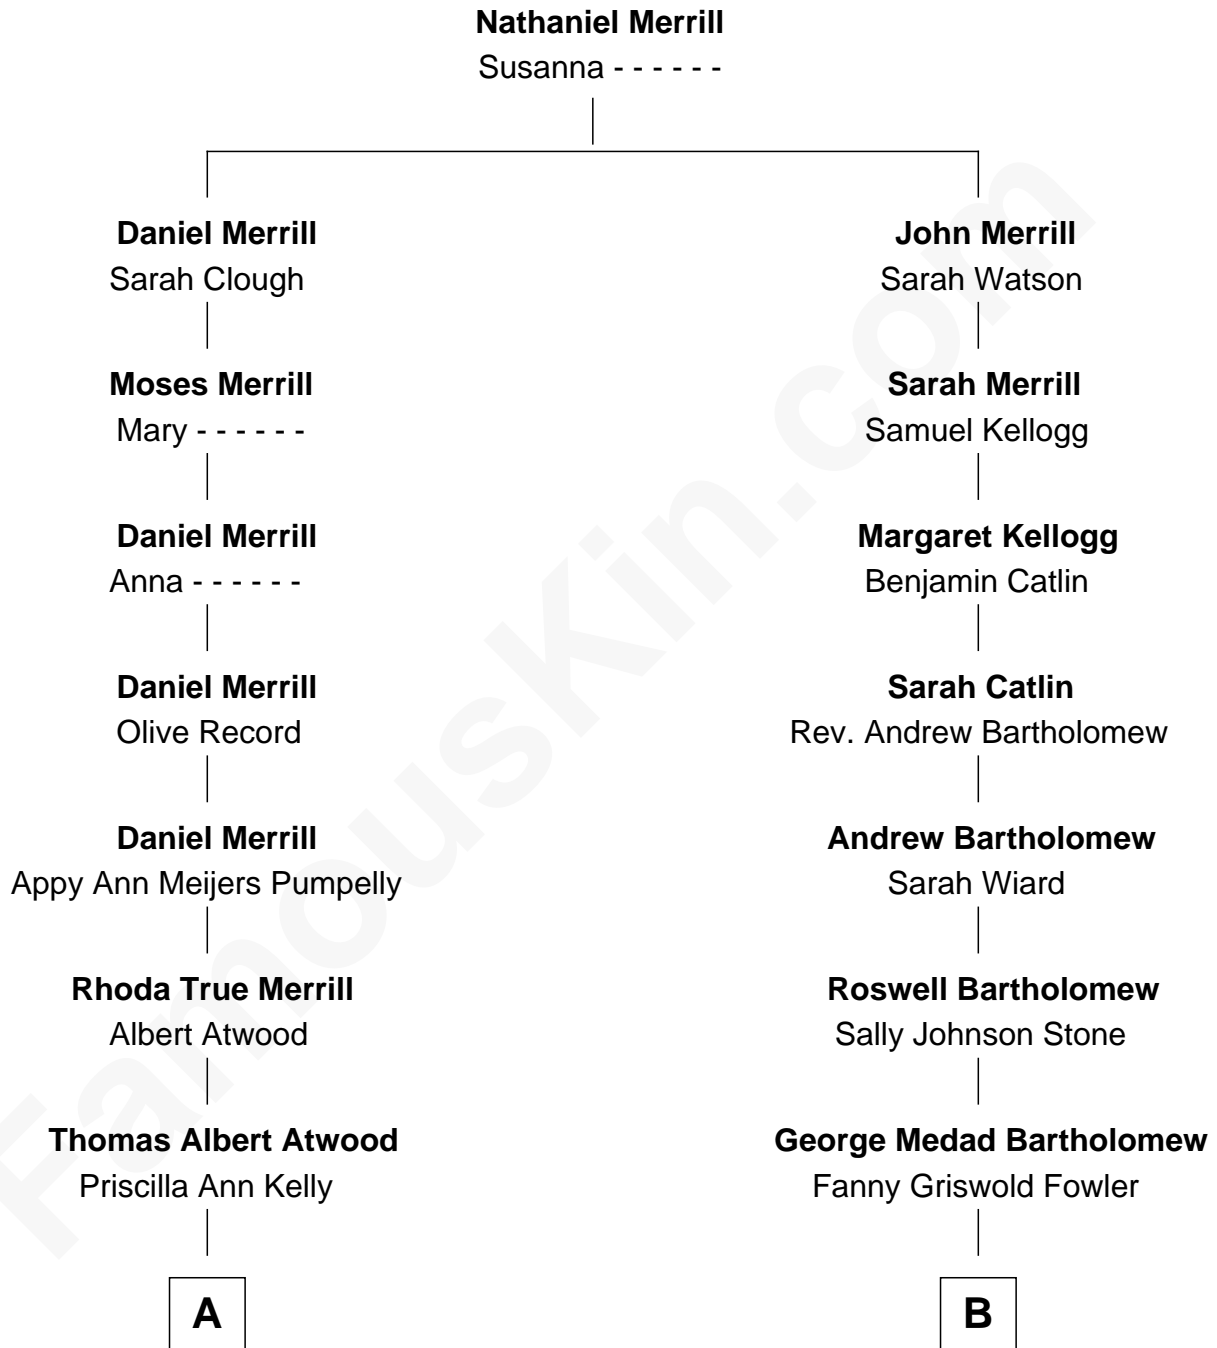 Nathaniel Merrill
Susanna - - - - - -
Daniel Merrill
Sarah Clough
John Merrill
Sarah Watson
Moses Merrill
Mary - - - - - -
Sarah Merrill
Samuel Kellogg
Daniel Merrill
Anna - - - - - -
Margaret Kellogg
Benjamin Catlin
Daniel Merrill
Olive Record
Sarah Catlin
Rev. Andrew Bartholomew
Daniel Merrill
Appy Ann Meijers Pumpelly
Andrew Bartholomew
Sarah Wiard
Rhoda True Merrill
Albert Atwood
Roswell Bartholomew
Sally Johnson Stone
Thomas Albert Atwood
Priscilla Ann Kelly
George Medad Bartholomew
Fanny Griswold Fowler
A
B
FamousKin.com